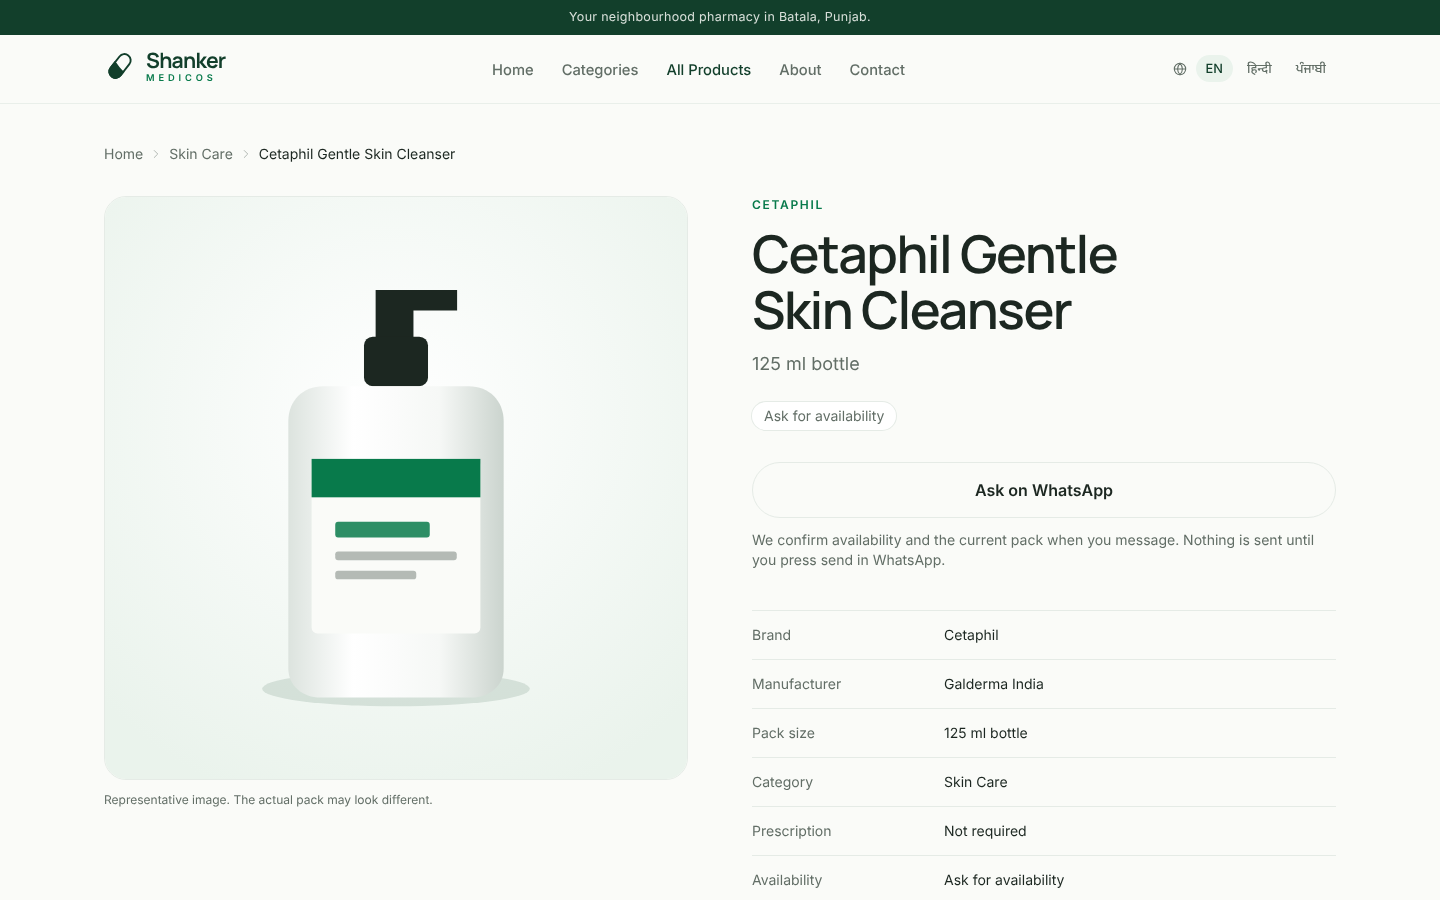 Your neighbourhood pharmacy in Batala, Punjab.
Shanker
MEDICOS
Home
Categories
All Products
About
Contact
EN
हिन्दी
ਪੰਜਾਬੀ
Home
Skin Care
Cetaphil Gentle Skin Cleanser
CETAPHIL
Cetaphil Gentle
Skin Cleanser
125 ml bottle
Ask for availability
Ask on WhatsApp
We confirm availability and the current pack when you message. Nothing is sent until
you press send in WhatsApp.
Brand Cetaphil
Manufacturer Galderma India
Pack size 125 ml bottle
Category Skin Care
Prescription Not required
Availability Ask for availability
Representative image. The actual pack may look different.